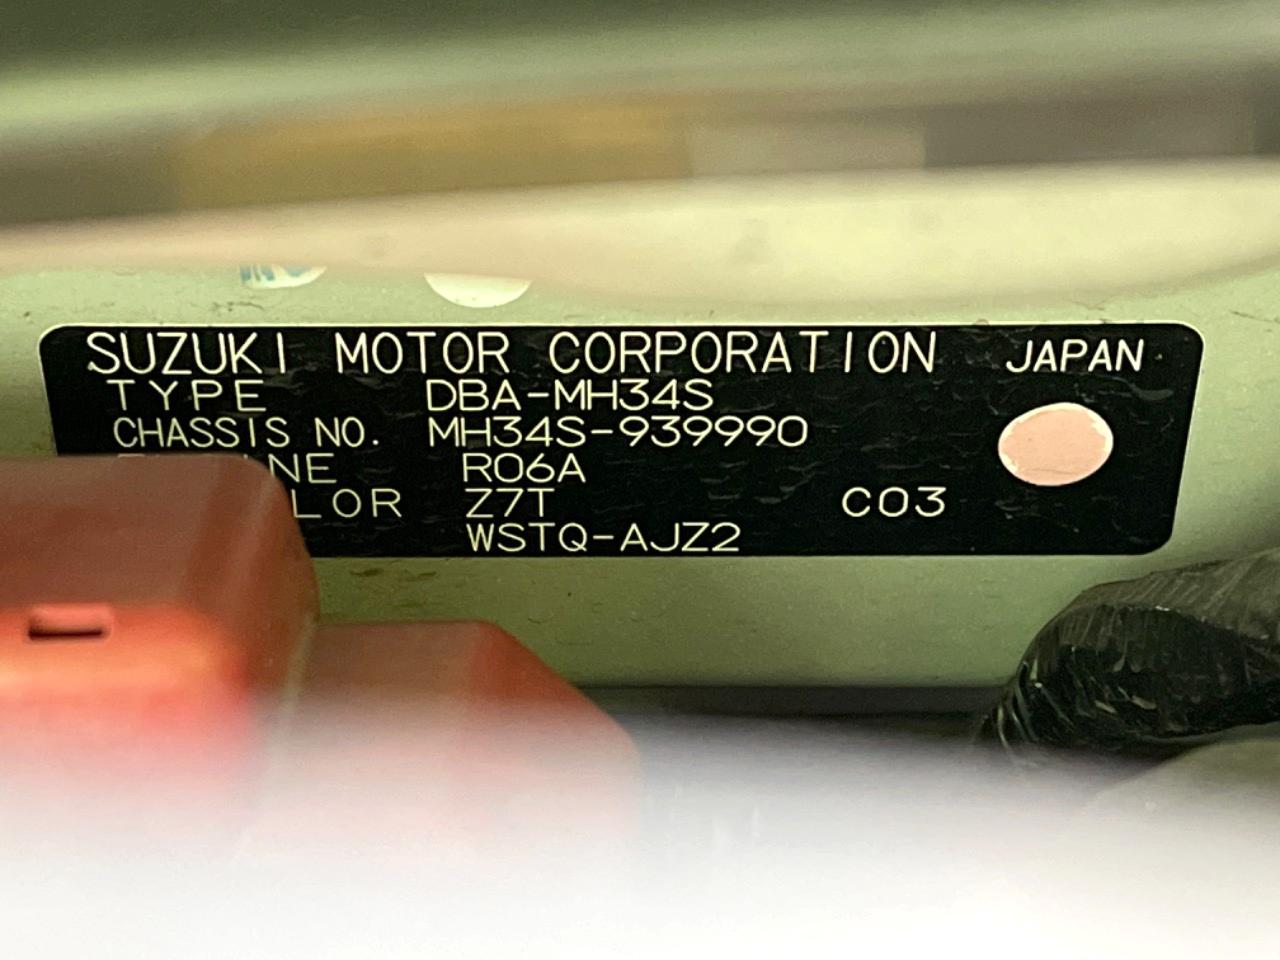 SUZUKI MOTOR CORPORATION JAPAN
TYPE DBA-MH34S
CHASSIS NO. MH34S-939990
R06A
LOR Z7T C03
WSTQ-AJZ2